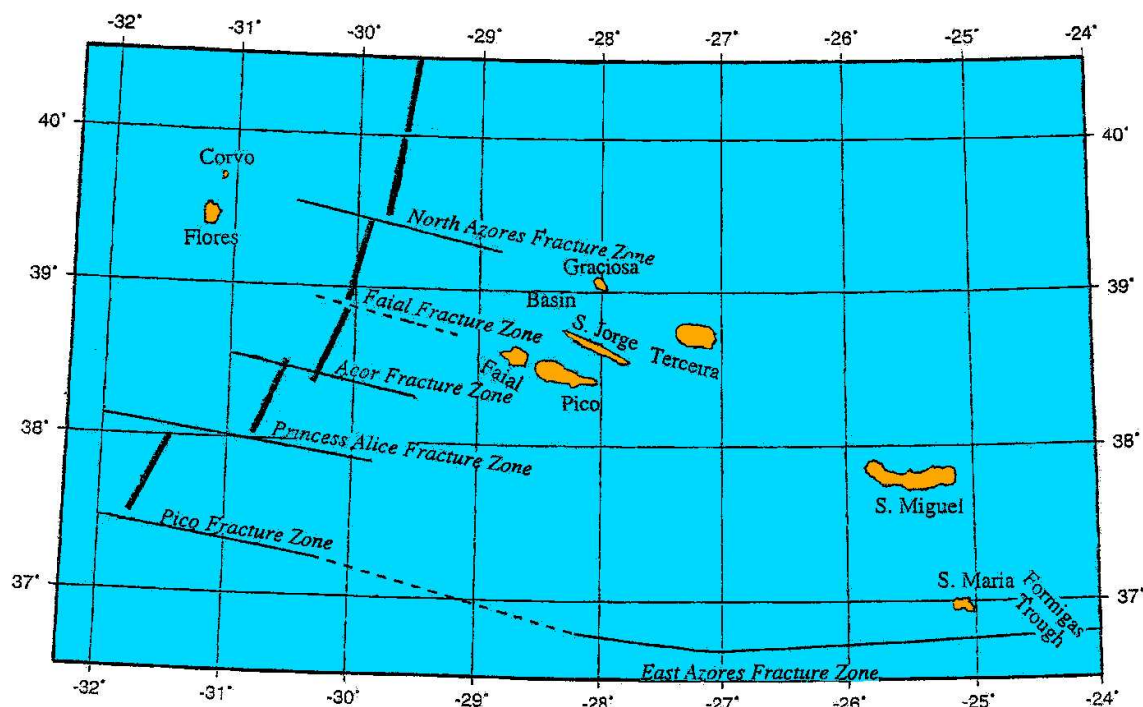 -32° -31° -30° -29° -28° -27° -26° -25° -24°
40° 40°
Corvo
Flores
North Azores Fracture Zone
Graciosa
39° 39°
Basin
Faial Fracture Zone
S. Jorge
Terceira
Faial
Pico
Acor Fracture Zone
38° 38°
Princess Alice Fracture Zone
S. Miguel
Pico Fracture Zone
37° 37°
S. Maria
Formigas
Trough
East Azores Fracture Zone
-32° -31° -30° -29° -28° -27° -26° -25° -24°